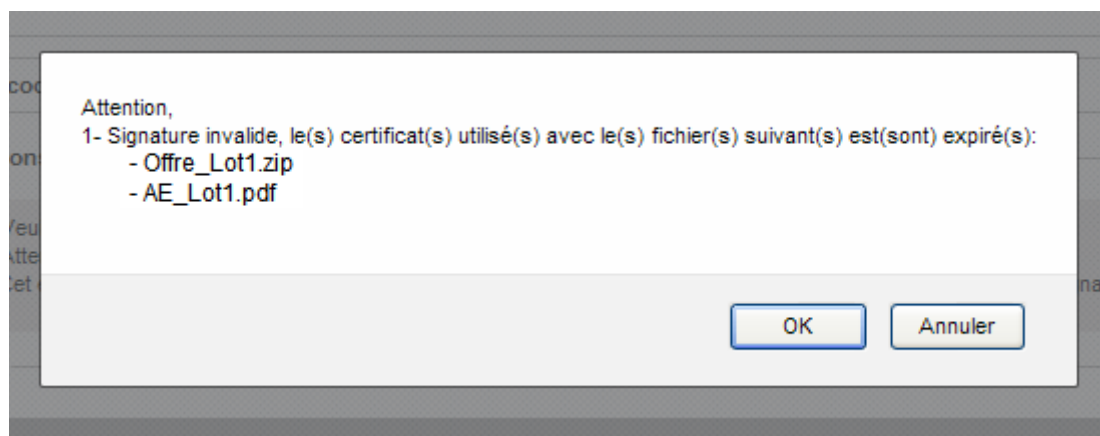 Attention,
1- Signature invalide, le(s) certificat(s) utilisé(s) avec le(s) fichier(s) suivant(s) est(sont) expiré(s):
- Offre_Lot1.zip
- AE_Lot1.pdf
OK
Annuler